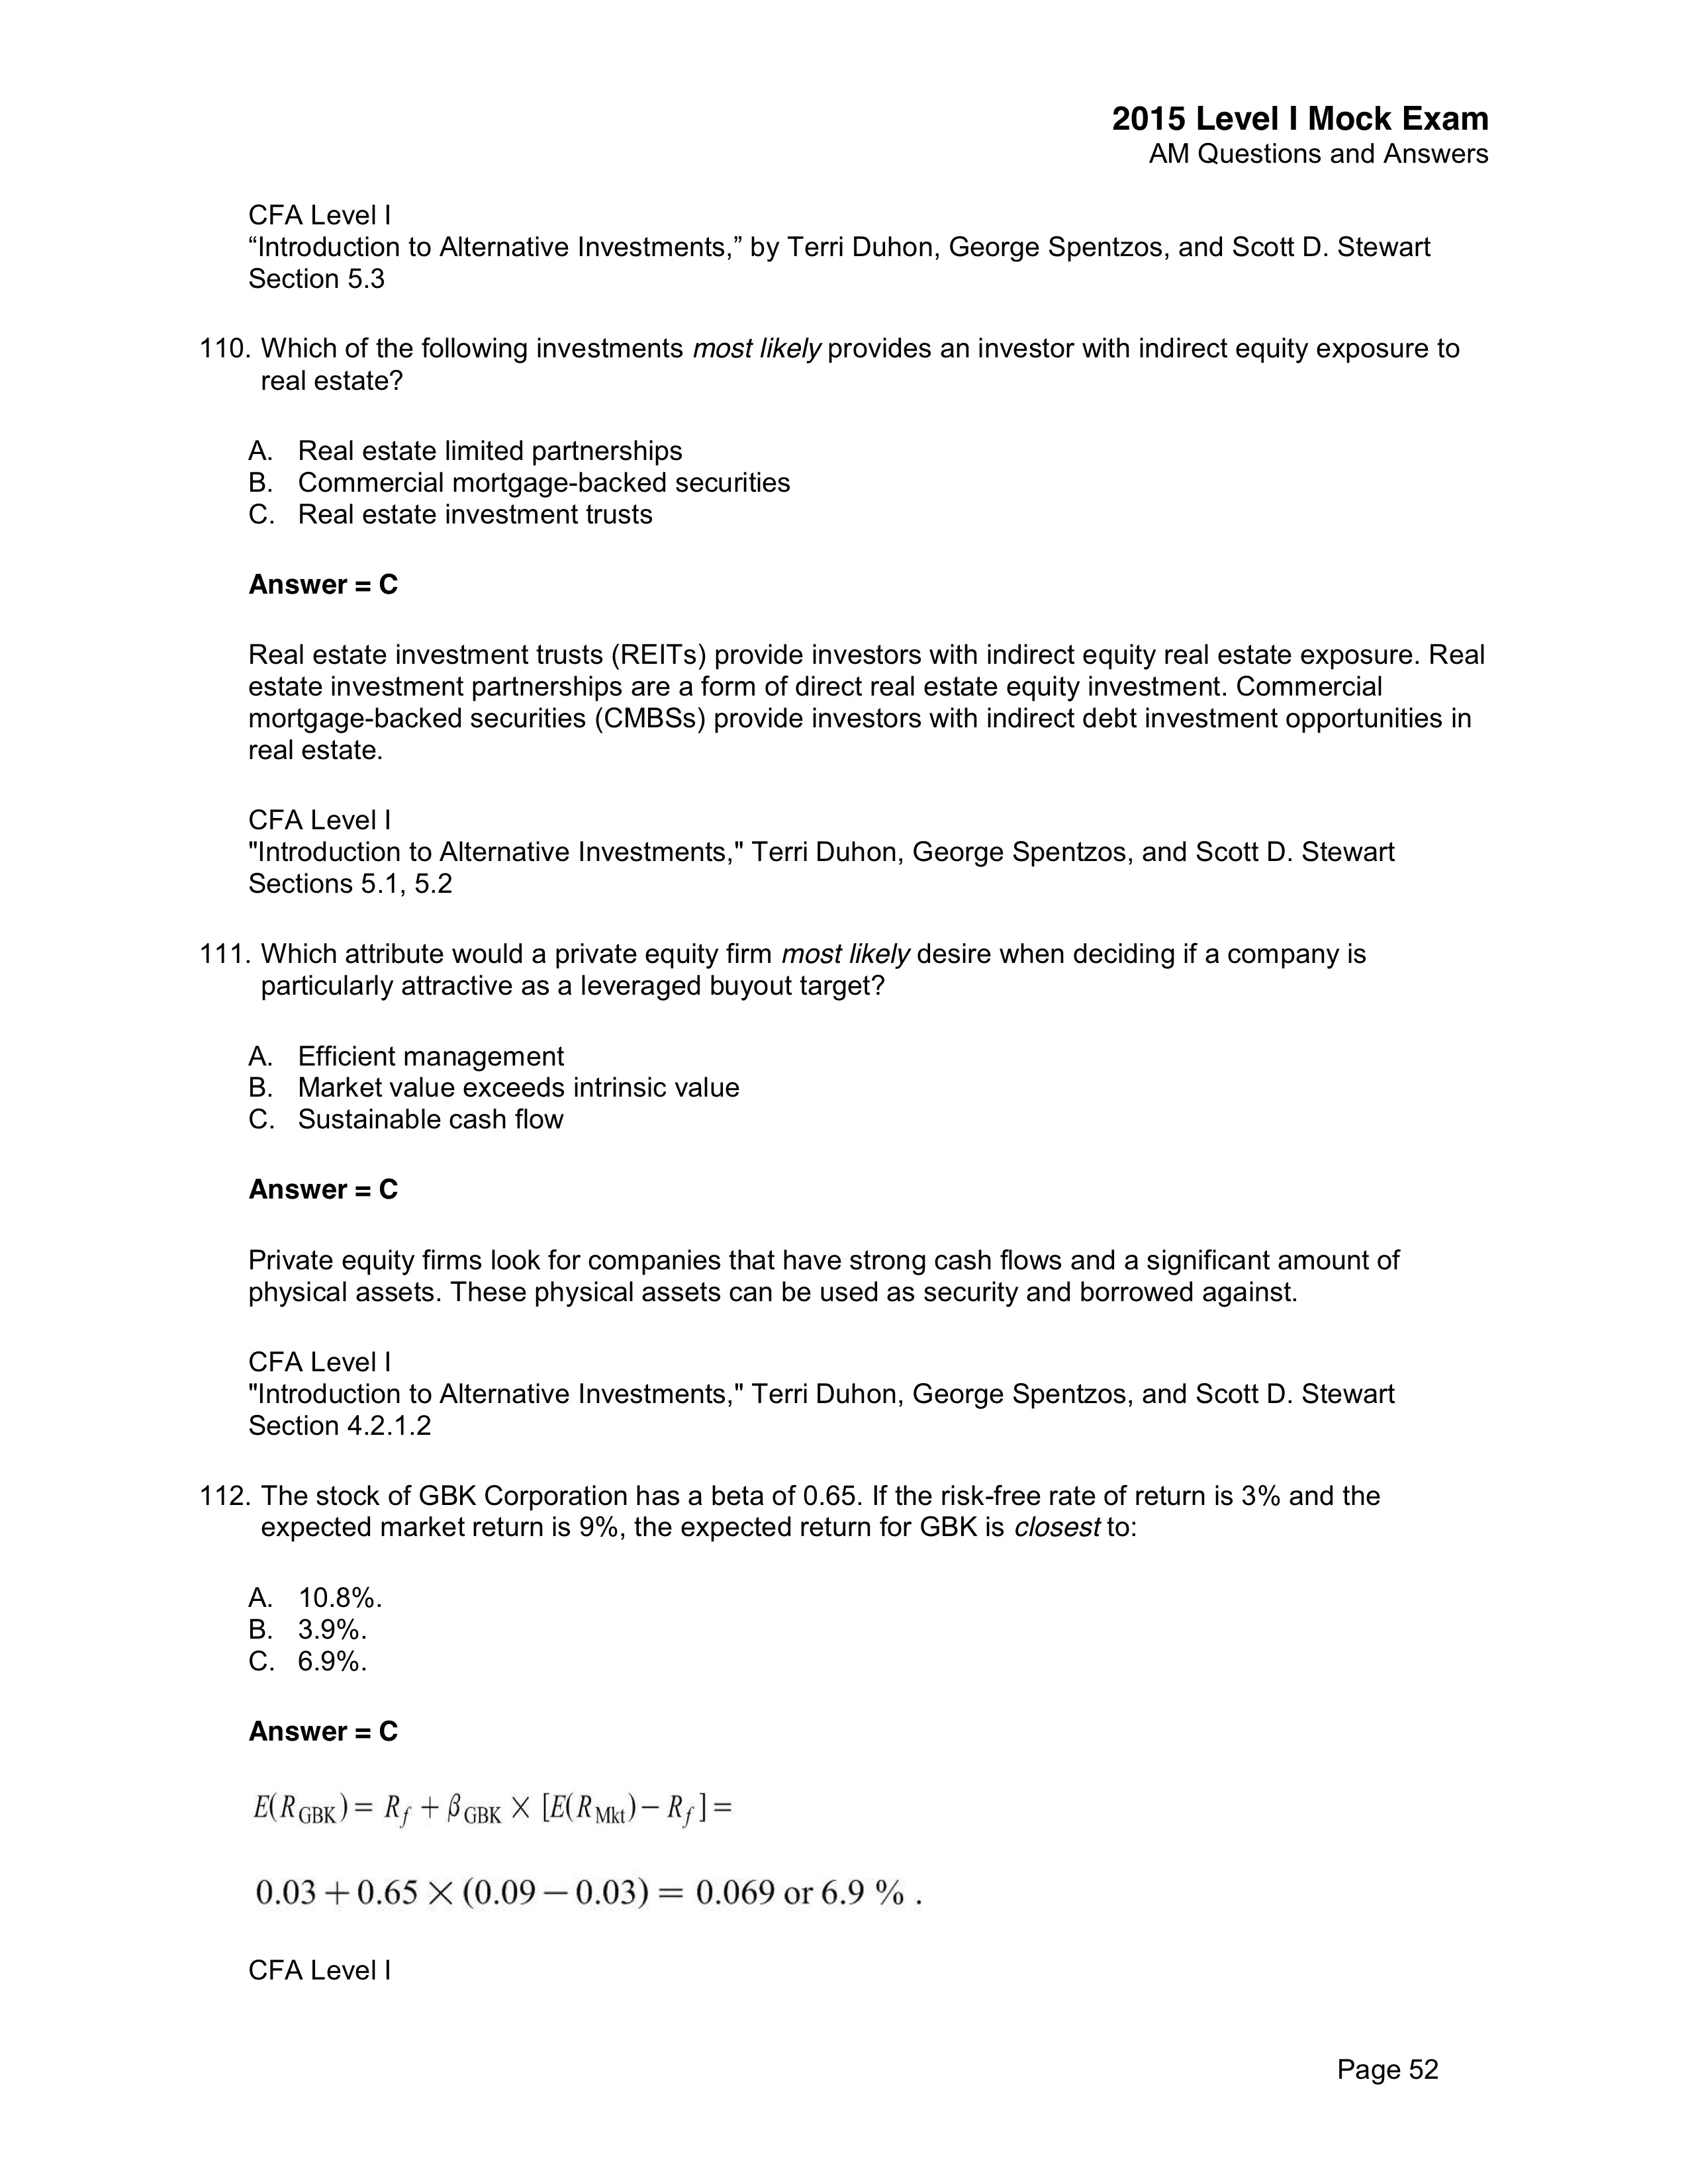 2015 Level I Mock Exam
AM Questions and Answers
CFA Level I
“Introduction to Alternative Investments,” by Terri Duhon, George Spentzos, and Scott D. Stewart
Section 5.3
110. Which of the following investments most likely provides an investor with indirect equity exposure to
real estate?
A. Real estate limited partnerships
B. Commercial mortgage-backed securities
C. Real estate investment trusts
Answer = C
Real estate investment trusts (REITs) provide investors with indirect equity real estate exposure. Real
estate investment partnerships are a form of direct real estate equity investment. Commercial
mortgage-backed securities (CMBSs) provide investors with indirect debt investment opportunities in
real estate.
CFA Level I
"Introduction to Alternative Investments," Terri Duhon, George Spentzos, and Scott D. Stewart
Sections 5.1, 5.2
111. Which attribute would a private equity firm most likely desire when deciding if a company is
particularly attractive as a leveraged buyout target?
A. Efficient management
B. Market value exceeds intrinsic value
C. Sustainable cash flow
Answer = C
Private equity firms look for companies that have strong cash flows and a significant amount of
physical assets. These physical assets can be used as security and borrowed against.
CFA Level I
"Introduction to Alternative Investments," Terri Duhon, George Spentzos, and Scott D. Stewart
Section 4.2.1.2
112. The stock of GBK Corporation has a beta of 0.65. If the risk-free rate of return is 3% and the
expected market return is 9%, the expected return for GBK is closest to:
A. 10.8%.
B. 3.9%.
C. 6.9%.
Answer = C
E(R_GBK) = R_f + β_GBK × [E(R_Mkt) − R_f] =
0.03 + 0.65 × (0.09 − 0.03) = 0.069 or 6.9 % .
CFA Level I
Page 52